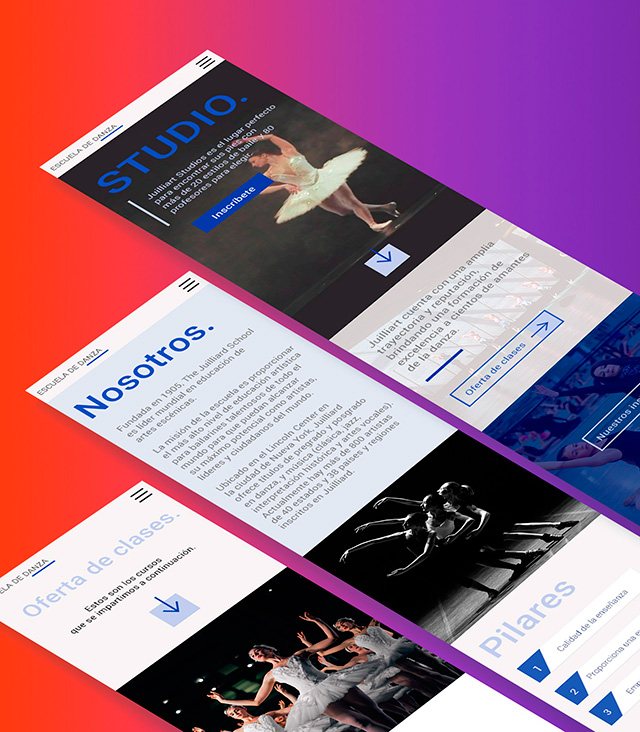 ESCUELA DE DANZA
STUDIO.
Juilliart Studios es el lugar perfecto
para encontrar sus pies con
más de 20 estilos de baile y 80
profesores para elegir.
Inscríbete
Juilliart cuenta con una amplia
trayectoria y reputación,
brindando una formación de
excelencia a cientos de amantes
de la danza.
Oferta de clases
Nuestros ins
ESCUELA DE DANZA
Nosotros.
Fundada en 1905, The Juilliard School
es líder mundial en educación de
artes escénicas.
La misión de la escuela es proporcionar
el más alto nivel de educación artística
para bailarines talentosos de todo el
mundo para que puedan alcanzar
su máximo potencial como artistas,
líderes y ciudadanos del mundo.
Ubicado en el Lincoln Center en
la ciudad de Nueva York, Juilliard
ofrece títulos de pregrado y posgrado
en danza, y música (clásica, jazz,
interpretación histórica y artes vocales).
Actualmente hay más de 800 artistas
de 40 estados y 38 países y regiones
inscritos en Juilliard.
Pilares
1
Calidad de la enseñanza
2
Proporciona una e
3
Emp
ELA DE DANZA
Oferta de clases.
Estos son los cursos
que se impartimos a continuación.